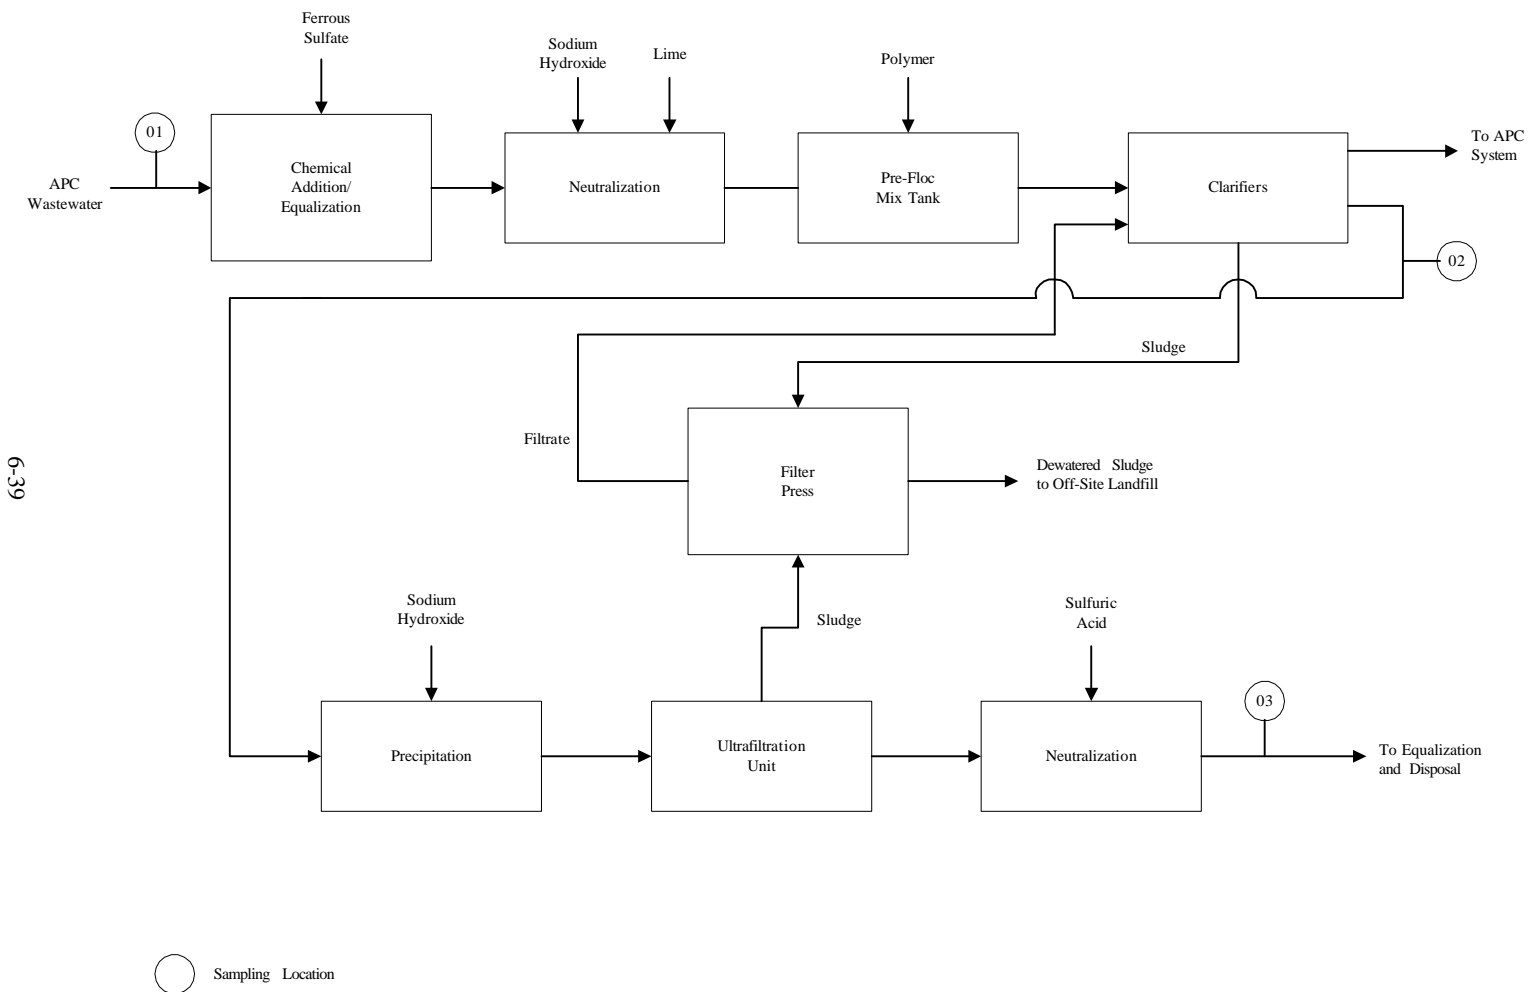 Ferrous
Sulfate
Sodium
Hydroxide
Lime
Polymer
01
To APC
System
APC
Wastewater
Chemical
Addition/
Equalization
Neutralization
Pre-Floc
Mix Tank
Clarifiers
02
Sludge
Filtrate
Filter
Press
Dewatered Sludge
to Off-Site Landfill
6-39
Sodium
Hydroxide
Sludge
Sulfuric
Acid
03
Precipitation
Ultrafiltration
Unit
Neutralization
To Equalization
and Disposal
Sampling Location